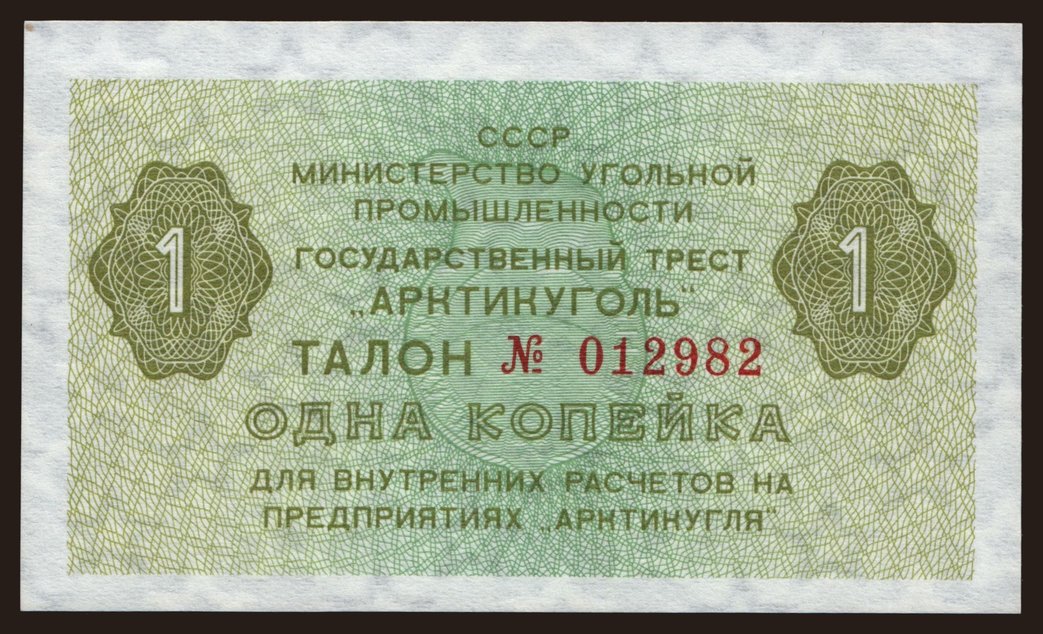 СССР
МИНИСТЕРСТВО УГОЛЬНОЙ
ПРОМЫШЛЕННОСТИ
ГОСУДАРСТВЕННЫЙ ТРЕСТ
„АРКТИКУГОЛЬ“
1
1
ТАЛОН № 012982
ОДНА КОПЕЙКА
ДЛЯ ВНУТРЕННИХ РАСЧЕТОВ НА
ПРЕДПРИЯТИЯХ „АРКТИКУГЛЯ“